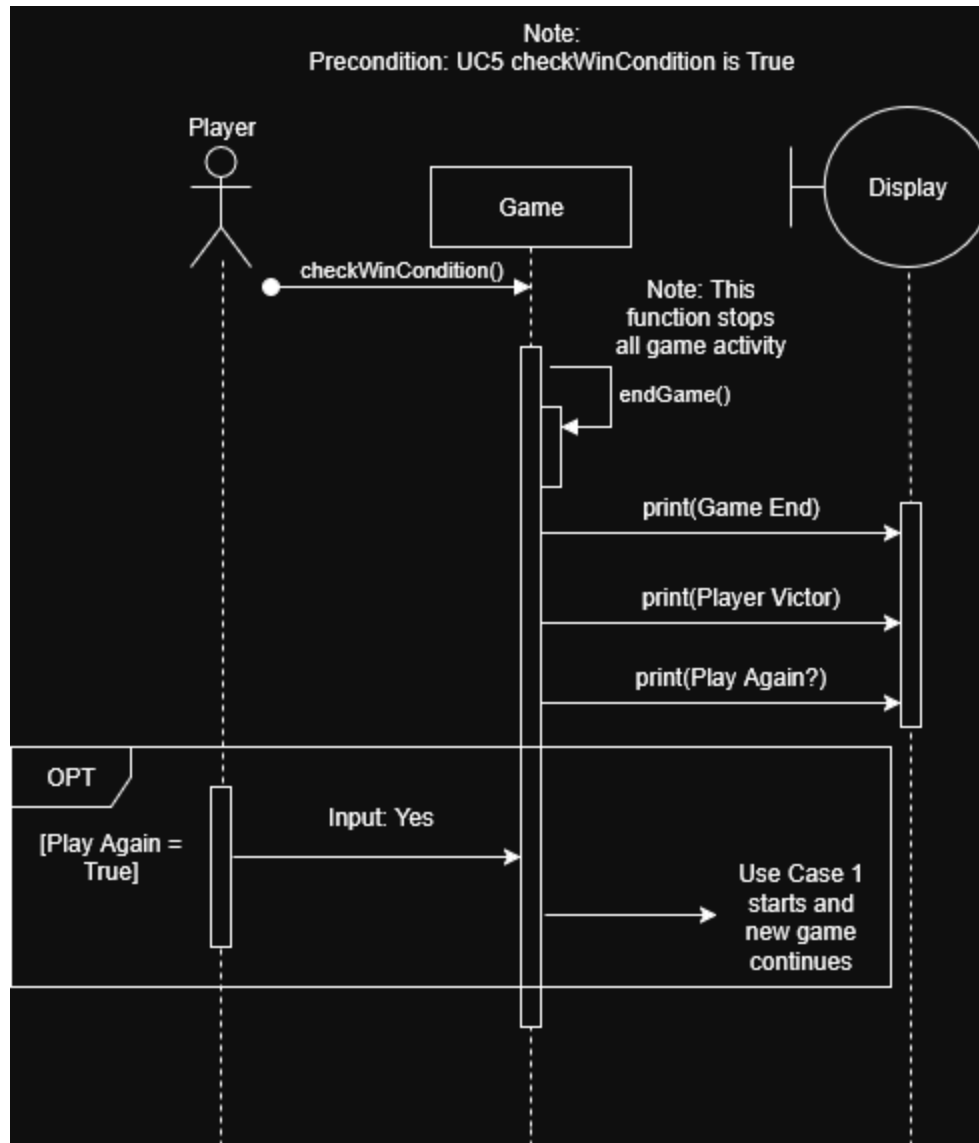 Note:
Precondition: UC5 checkWinCondition is True
Player
Game
Display
checkWinCondition()
Note: This
function stops
all game activity
endGame()
print(Game End)
print(Player Victor)
print(Play Again?)
OPT
[Play Again =
True]
Input: Yes
Use Case 1
starts and
new game
continues